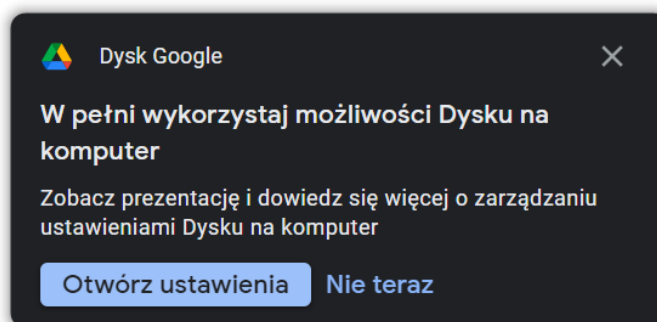 Dysk Google
W pełni wykorzystaj możliwości Dysku na
komputer
Zobacz prezentację i dowiedz się więcej o zarządzaniu
ustawieniami Dysku na komputer
Otwórz ustawienia Nie teraz